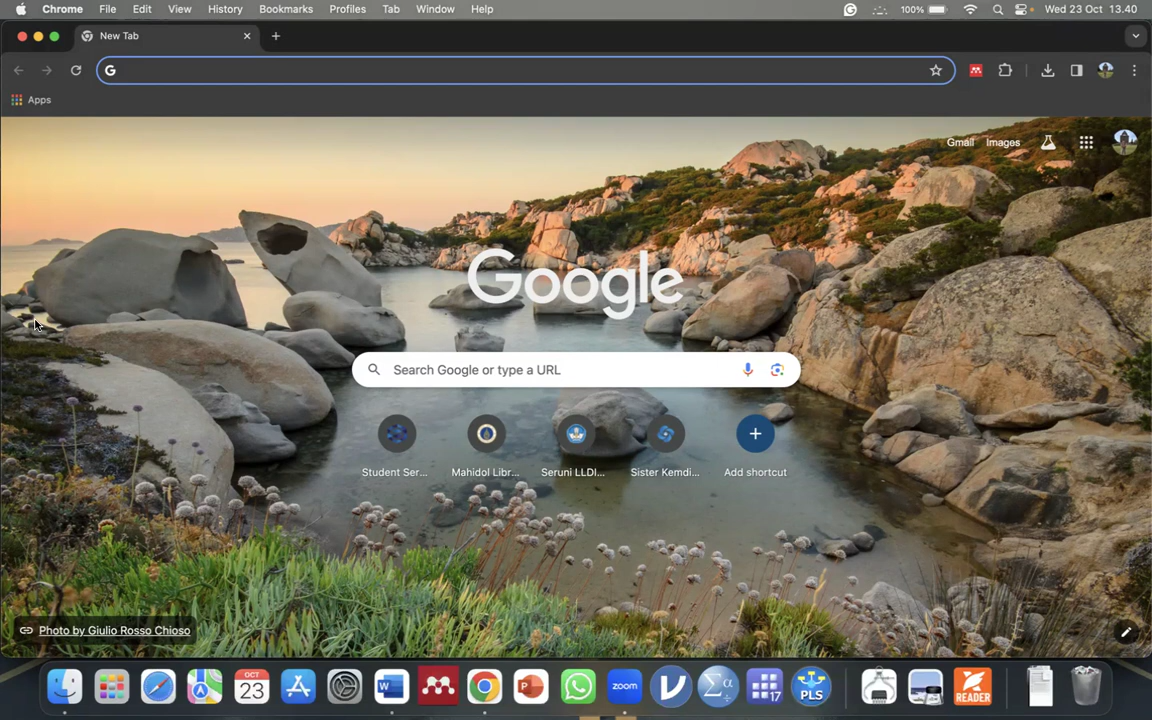 Chrome File Edit View History Bookmarks Profiles Tab Window Help 100% Wed 23 Oct 13.40
New Tab
G
Apps
Gmail Images
Google
Search Google or type a URL
Student Ser... Mahidol Libr... Seruni LLDI... Sister Kemdi... Add shortcut
Photo by Giulio Rosso Chioso
OCT
23
W
P
zoom
V
Σα
17
PLS
READER